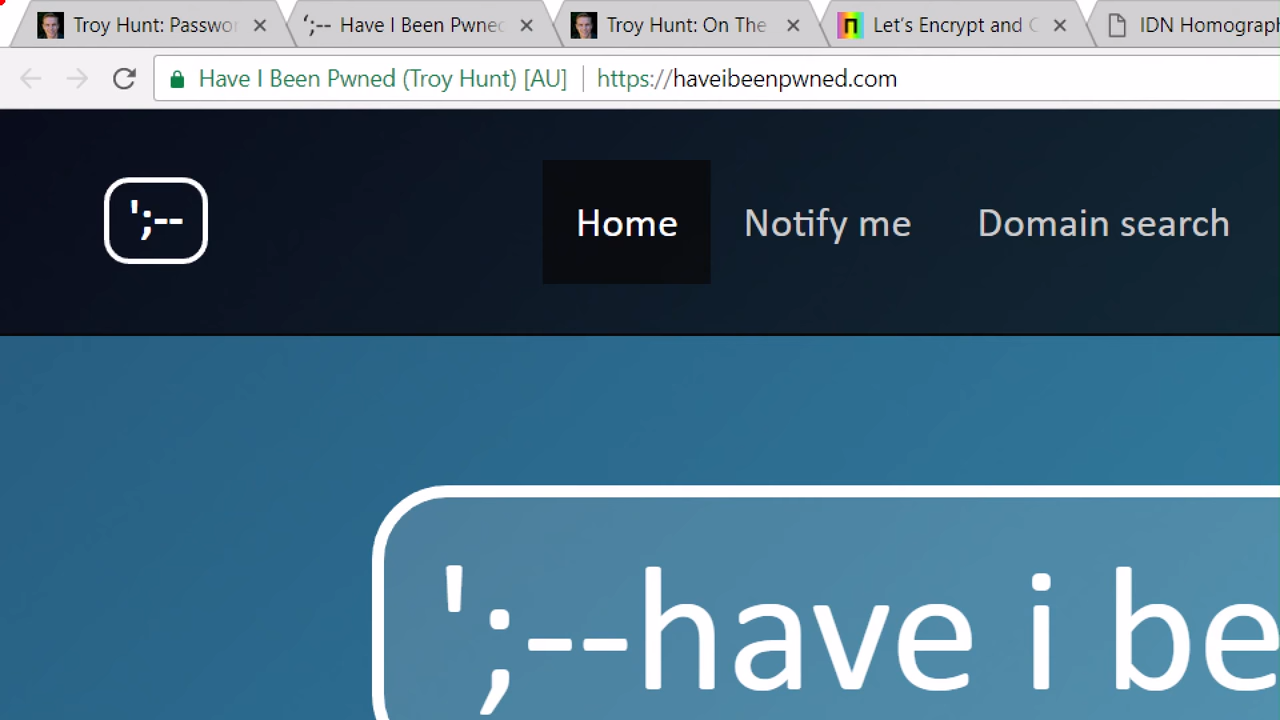 Troy Hunt: Passwo
';-- Have I Been Pwned
Troy Hunt: On The
Let's Encrypt and C
IDN Homograph
Have I Been Pwned (Troy Hunt) [AU] https://haveibeenpwned.com
';--
Home
Notify me
Domain search
';--have i be